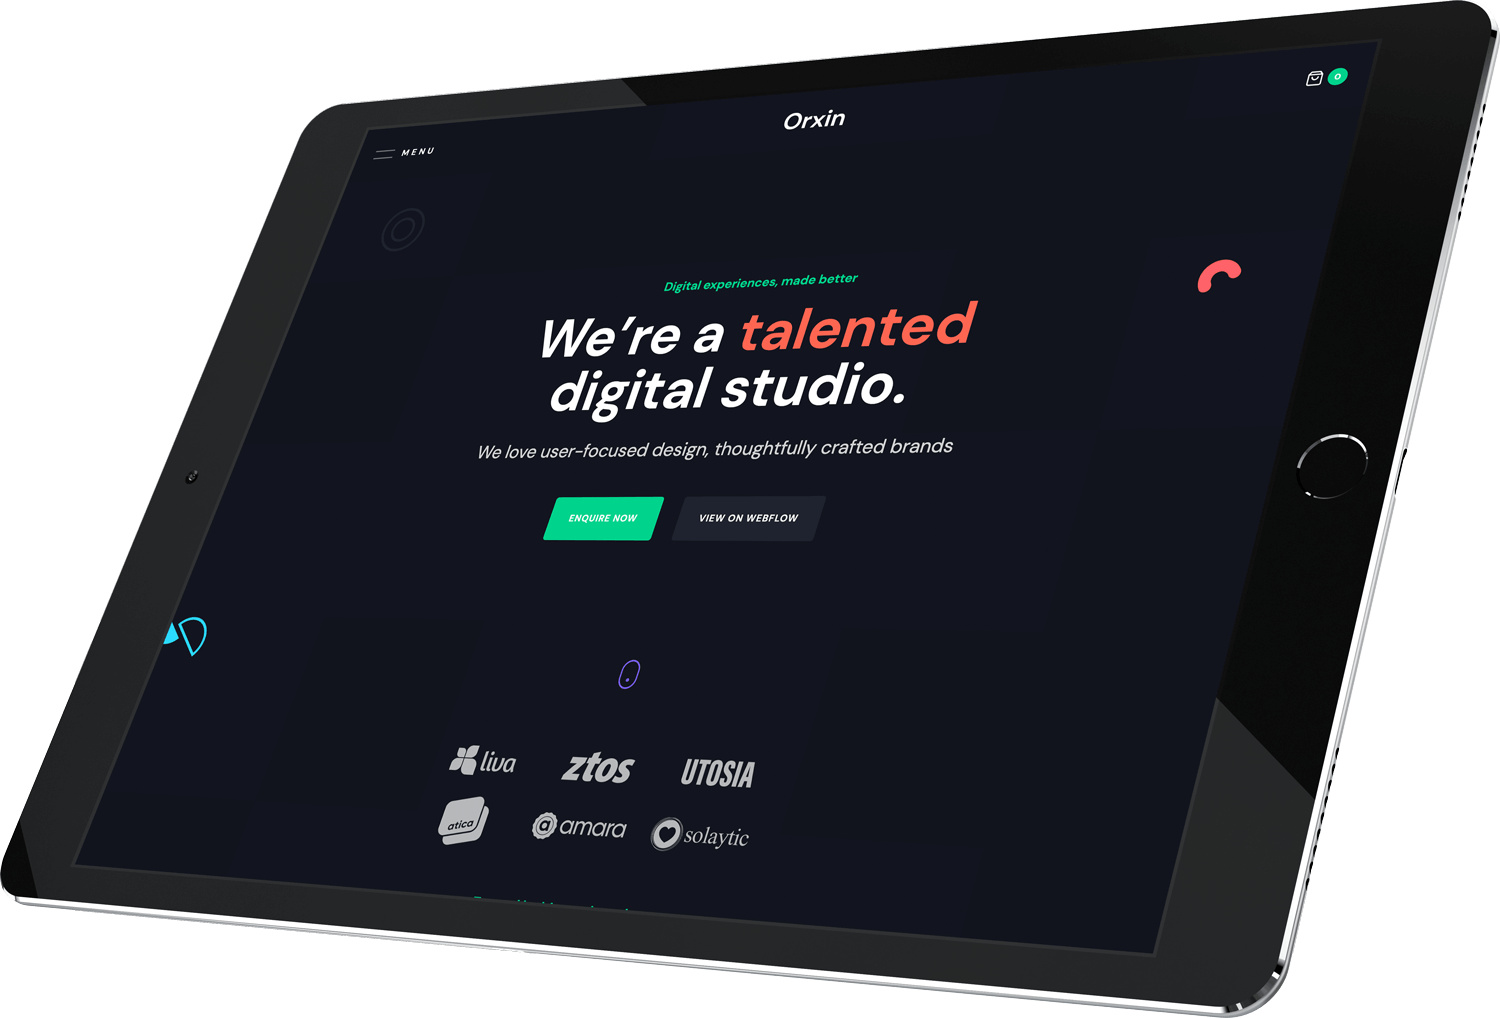 Orxin
0
MENU
Digital experiences, made better
We're a talented
digital studio.
We love user-focused design, thoughtfully crafted brands
ENQUIRE NOW
VIEW ON WEBFLOW
liva
ztos
UTOSIA
atica
a amara
solaytic